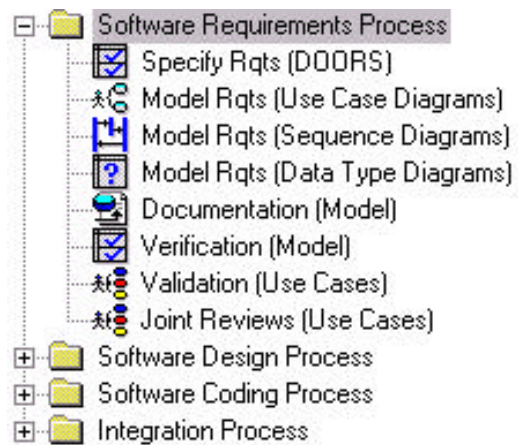 Software Requirements Process
Specify Rqts (DOORS)
Model Rqts (Use Case Diagrams)
Model Rqts (Sequence Diagrams)
Model Rqts (Data Type Diagrams)
Documentation (Model)
Verification (Model)
Validation (Use Cases)
Joint Reviews (Use Cases)
Software Design Process
Software Coding Process
Integration Process